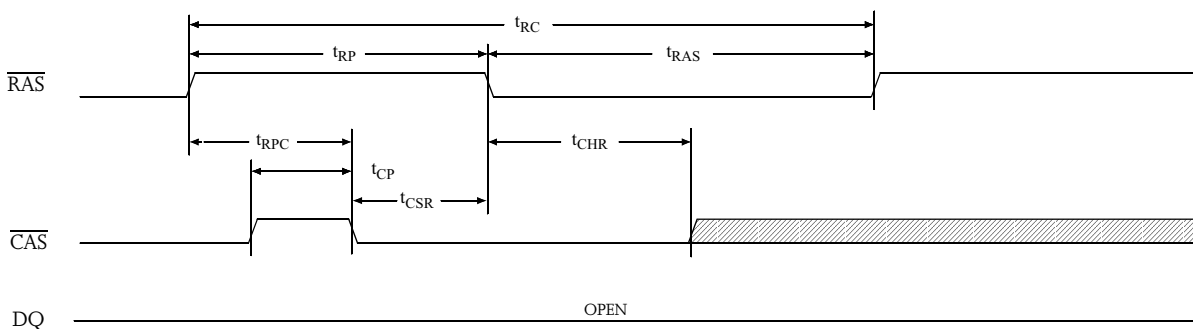 tRC
tRP
tRAS
RAS
tRPC
tCHR
tCP
tCSR
CAS
OPEN
DQ